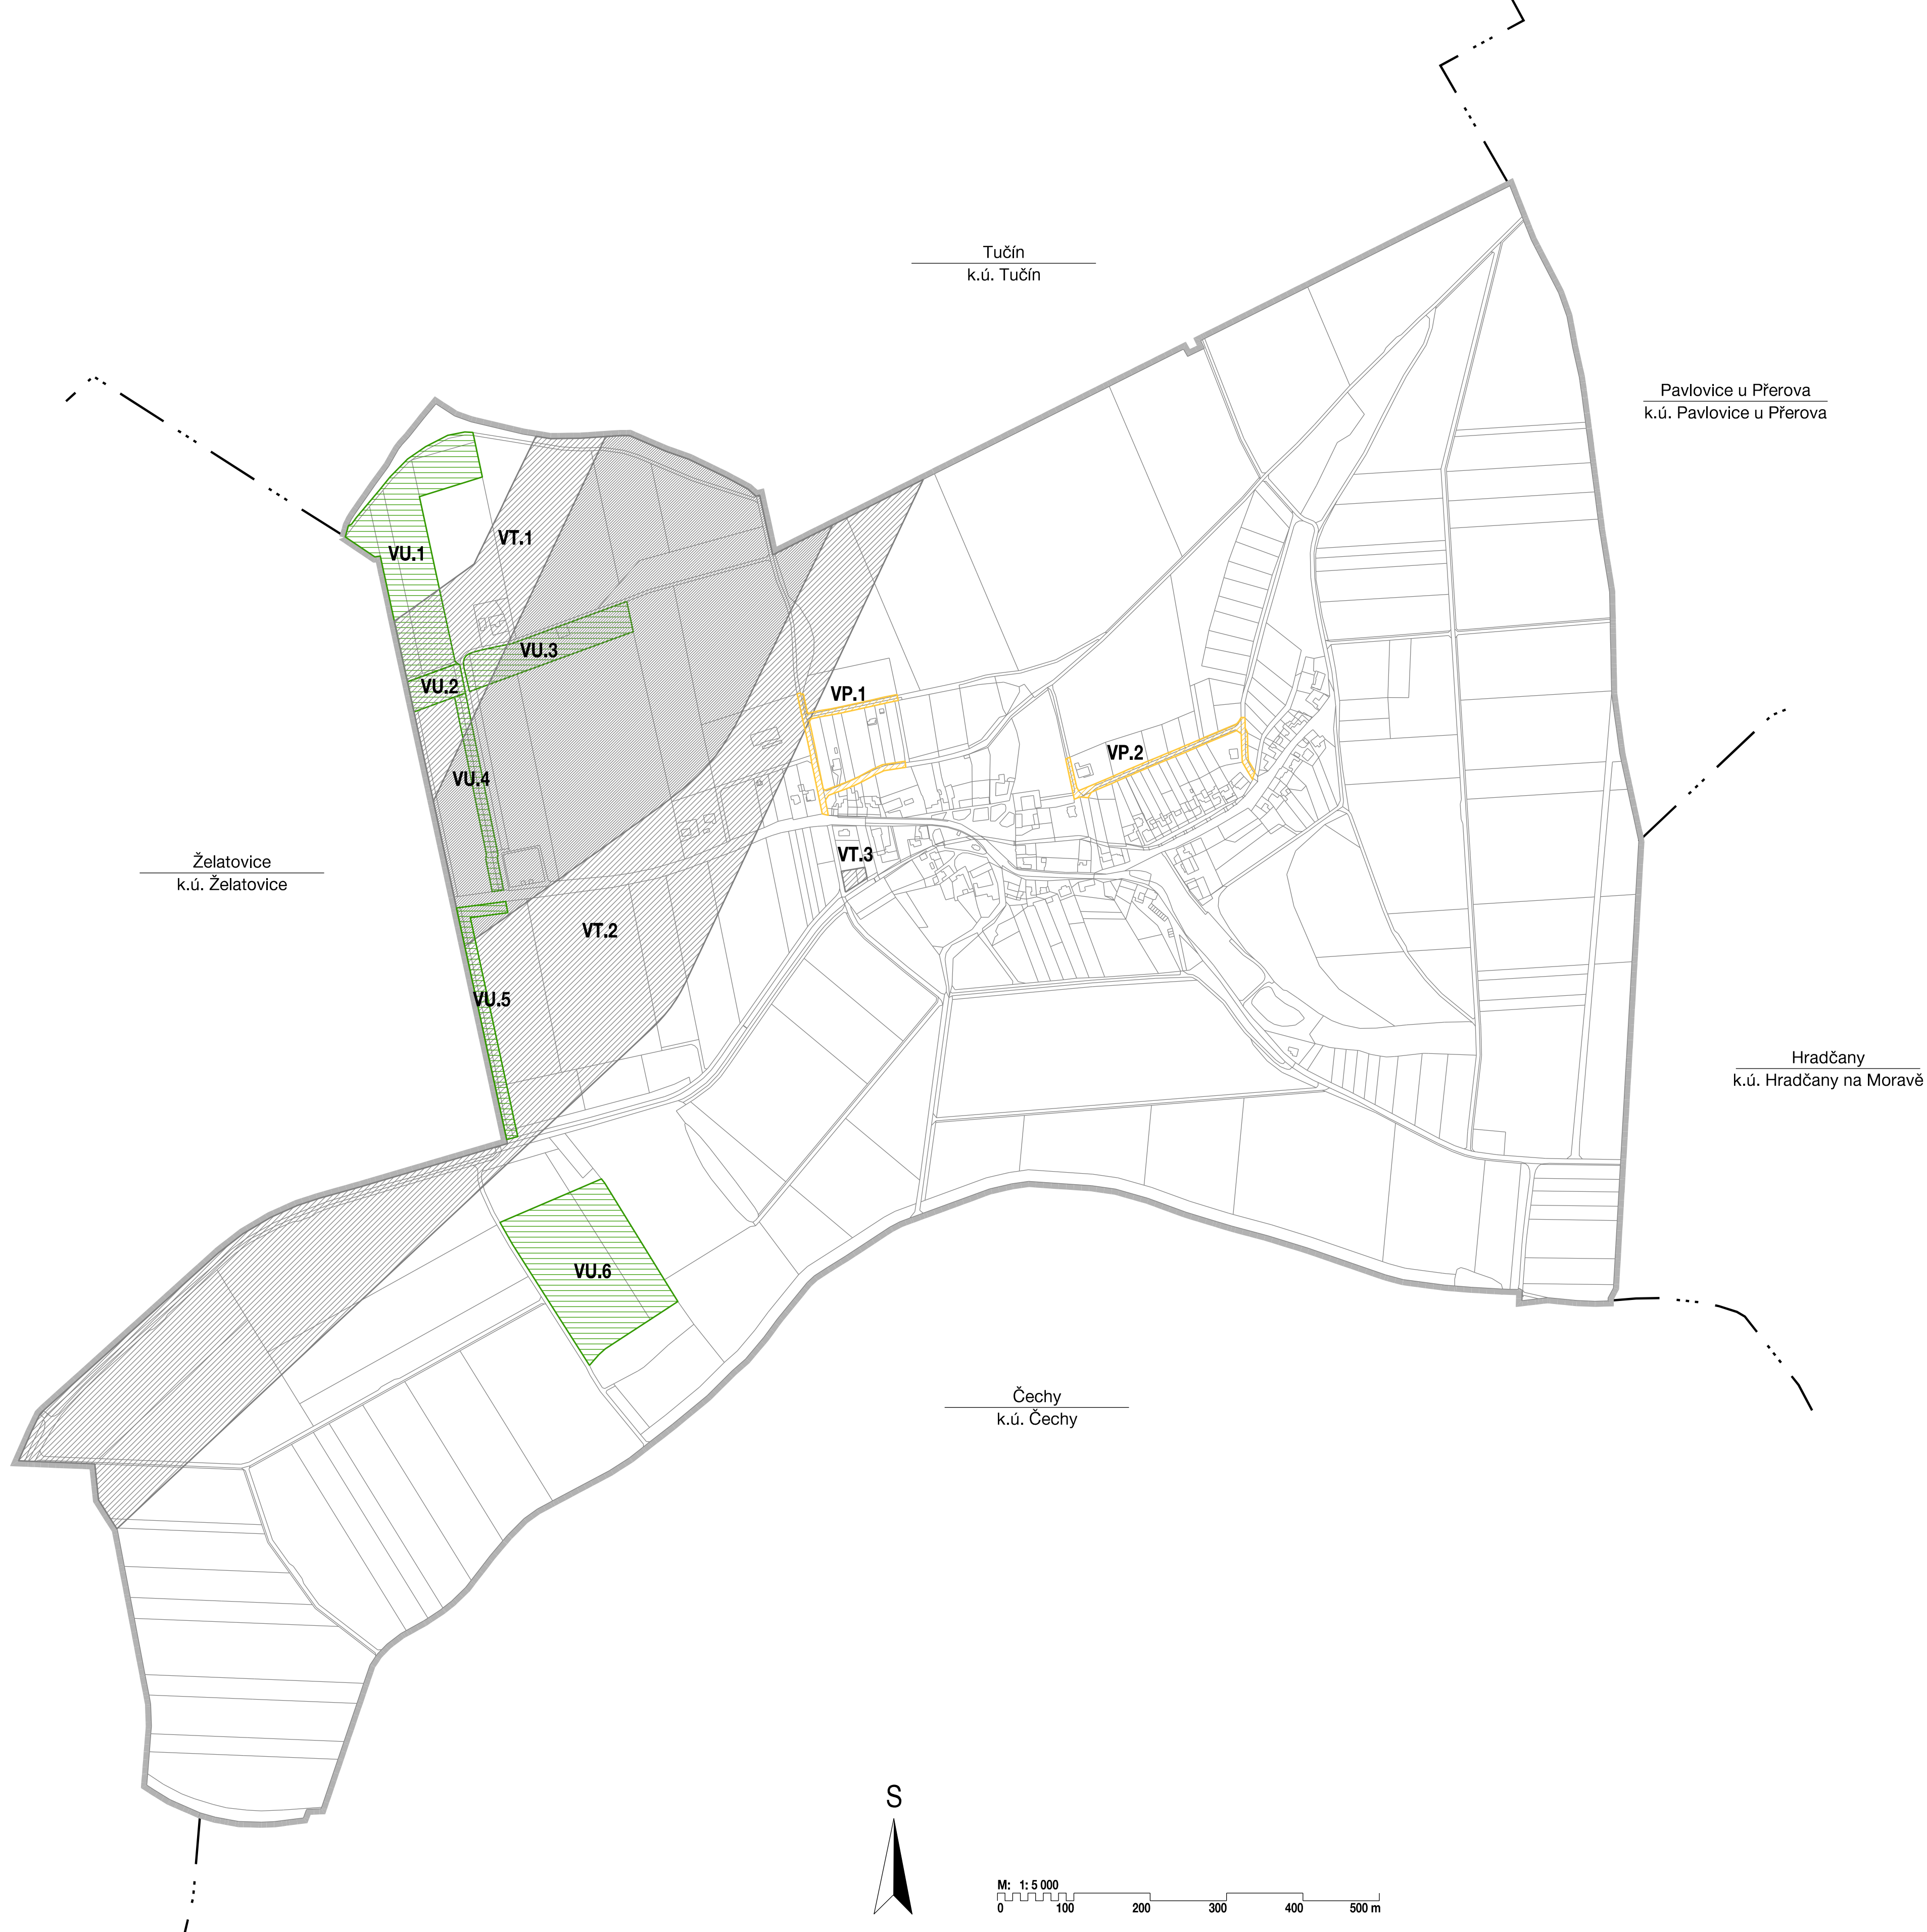 Tučín
k.ú. Tučín
Pavlovice u Přerova
k.ú. Pavlovice u Přerova
VT.1
VU.1
VU.3
VU.2
VP.1
VP.2
VU.4
VT.3
Želatovice
k.ú. Želatovice
VT.2
VU.5
Hradčany
k.ú. Hradčany na Moravě
VU.6
Čechy
k.ú. Čechy
S
M: 1: 5 000
0 100 200 300 400 500 m